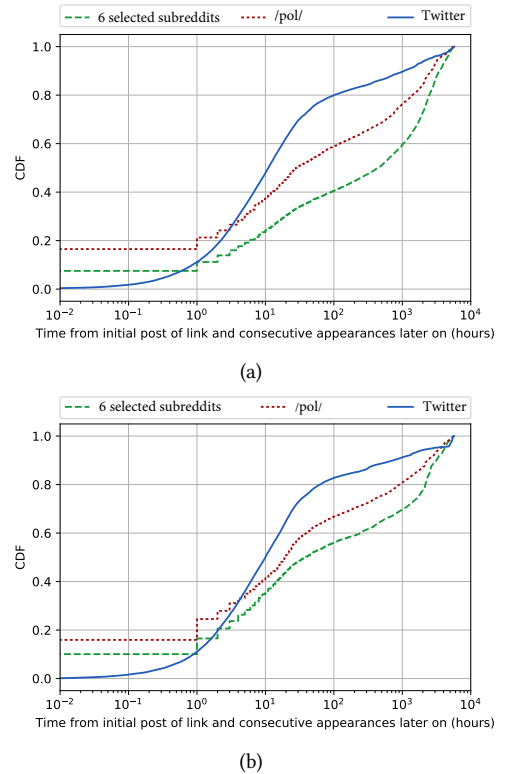 6 selected subreddits /pol/ Twitter
1.0
0.8
0.6
0.4
0.2
0.0
CDF
10⁻² 10⁻¹ 10⁰ 10¹ 10² 10³ 10⁴
Time from initial post of link and consecutive appearances later on (hours)
(a)
6 selected subreddits /pol/ Twitter
1.0
0.8
0.6
0.4
0.2
0.0
CDF
10⁻² 10⁻¹ 10⁰ 10¹ 10² 10³ 10⁴
Time from initial post of link and consecutive appearances later on (hours)
(b)